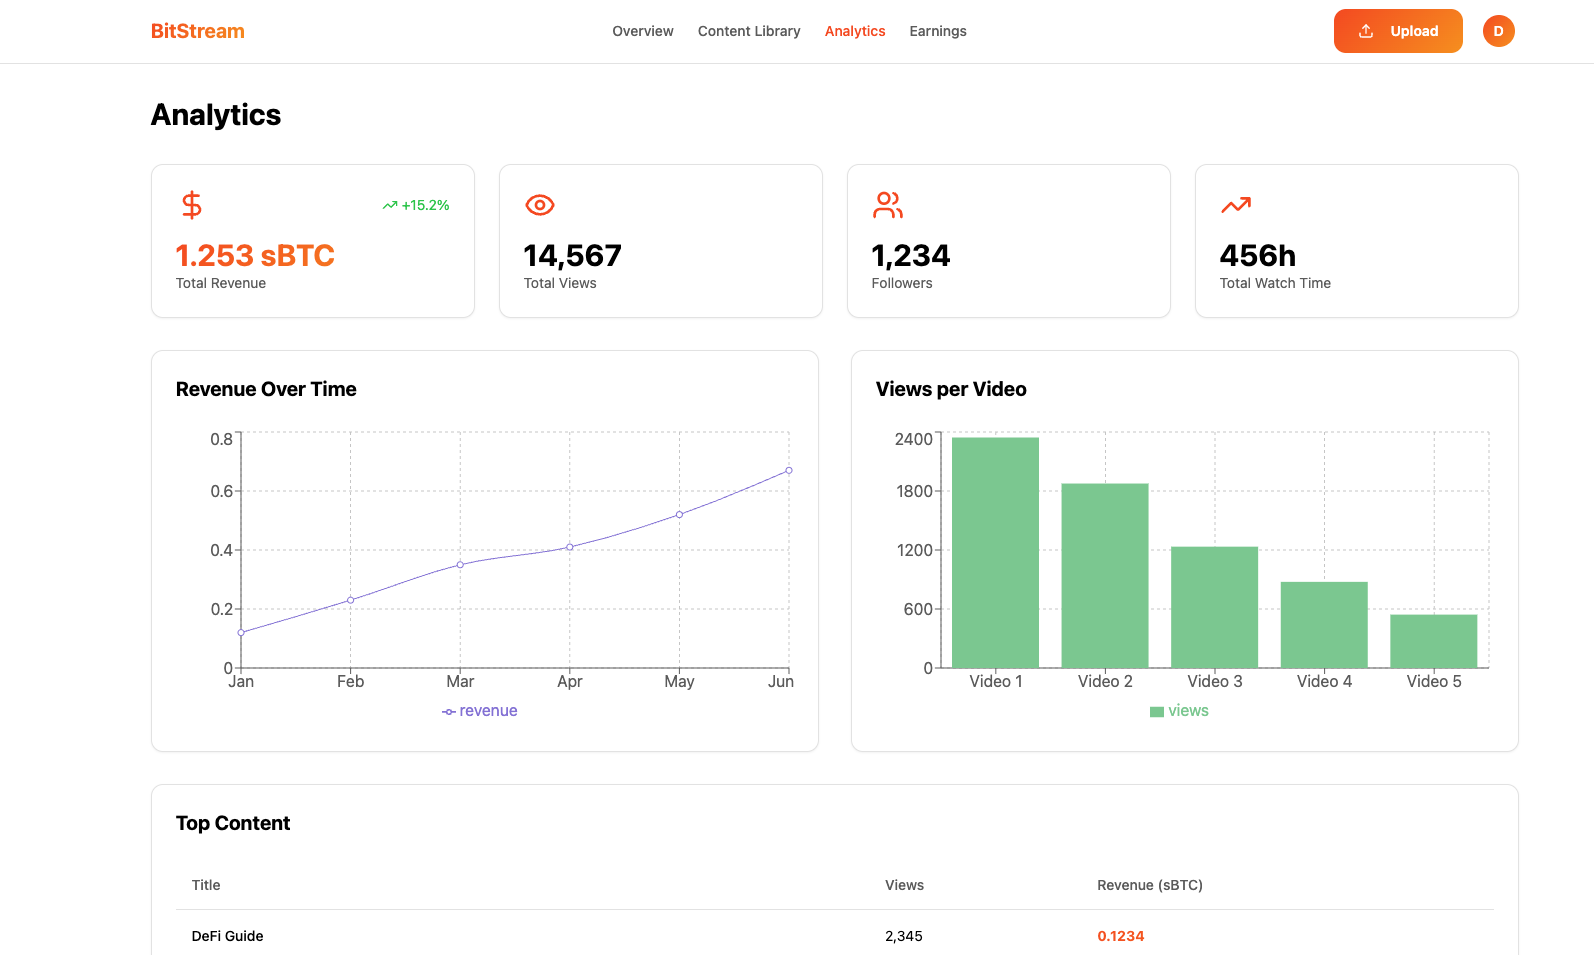 BitStream
Overview
Content Library
Analytics
Earnings
Upload
D
Analytics
+15.2%
1.253 sBTC
Total Revenue
14,567
Total Views
1,234
Followers
456h
Total Watch Time
Revenue Over Time
0.8
0.6
0.4
0.2
0
Jan Feb Mar Apr May Jun
revenue
Views per Video
2400
1800
1200
600
0
Video 1 Video 2 Video 3 Video 4 Video 5
views
Top Content
Title Views Revenue (sBTC)
DeFi Guide 2,345 0.1234